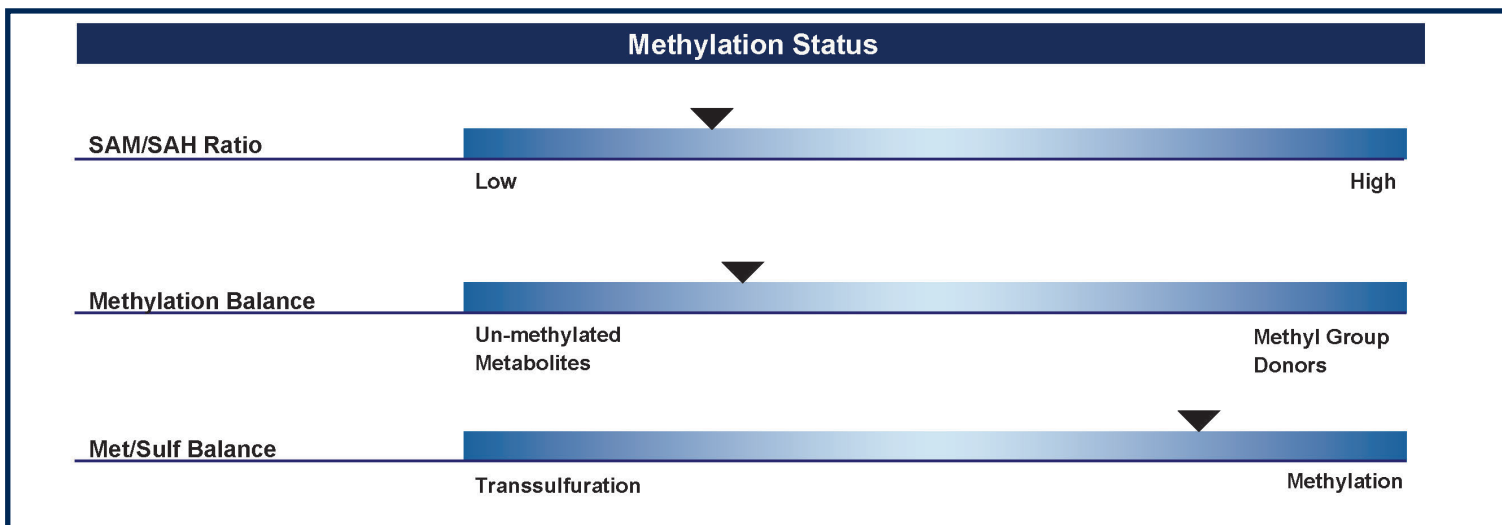 Methylation Status
SAM/SAH Ratio
Low
High
Methylation Balance
Un-methylated
Metabolites
Methyl Group
Donors
Met/Sulf Balance
Transsulfuration
Methylation